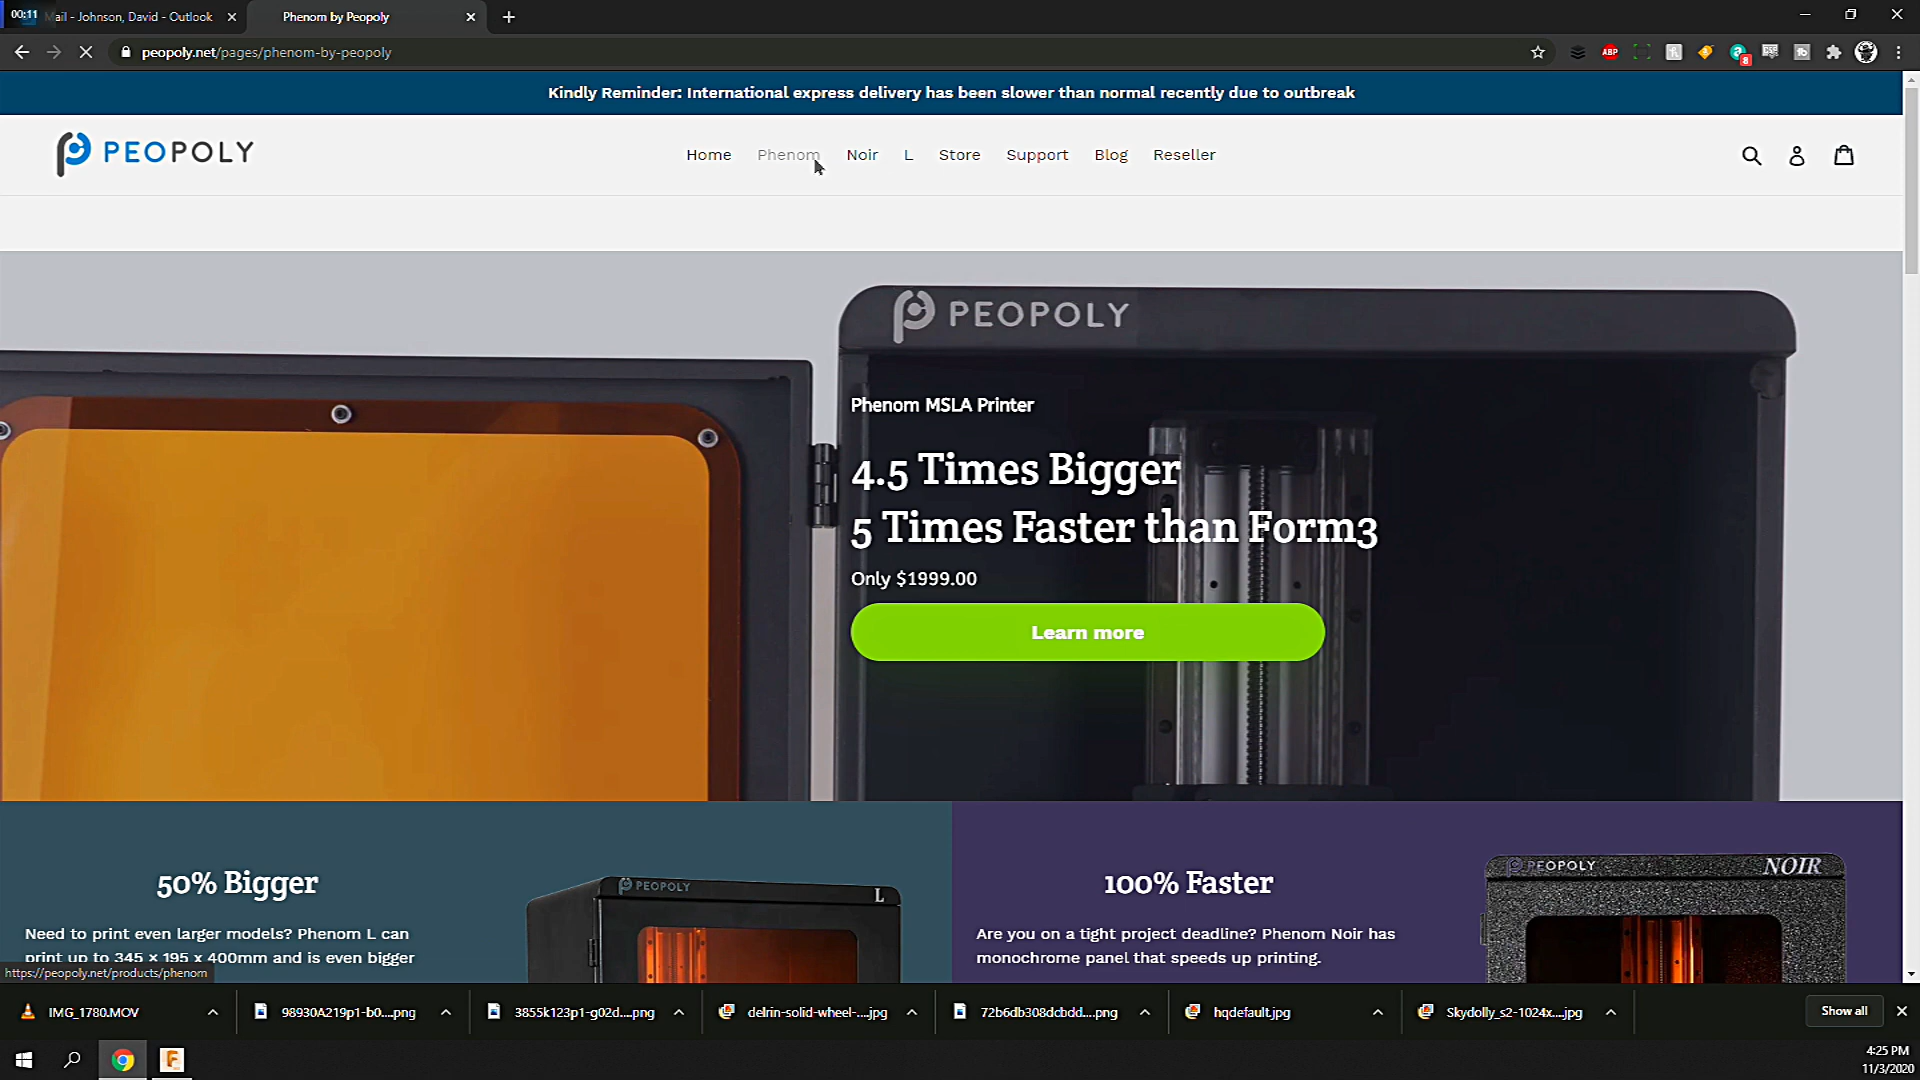 00:11
ail - Johnson, David - Outlook
Phenom by Peopoly
peopoly.net/pages/phenom-by-peopoly
ABP
8
Kindly Reminder: International express delivery has been slower than normal recently due to outbreak
PEOPOLY
Home
Phenom
Noir
L
Store
Support
Blog
Reseller
PEOPOLY
Phenom MSLA Printer
4.5 Times Bigger
5 Times Faster than Form3
Only $1999.00
Learn more
50% Bigger
Need to print even larger models? Phenom L can
print up to 345 × 195 × 400mm and is even bigger
PEOPOLY
L
100% Faster
Are you on a tight project deadline? Phenom Noir has
monochrome panel that speeds up printing.
PEOPOLY
NOIR
https://peopoly.net/products/phenom
IMG_1780.MOV
98930A219p1-b0....png
3855k123p1-g02d....png
delrin-solid-wheel-....jpg
72b6db308dcbdd....png
hqdefault.jpg
Skydolly_s2-1024x....jpg
Show all
F
4:25 PM
11/3/2020